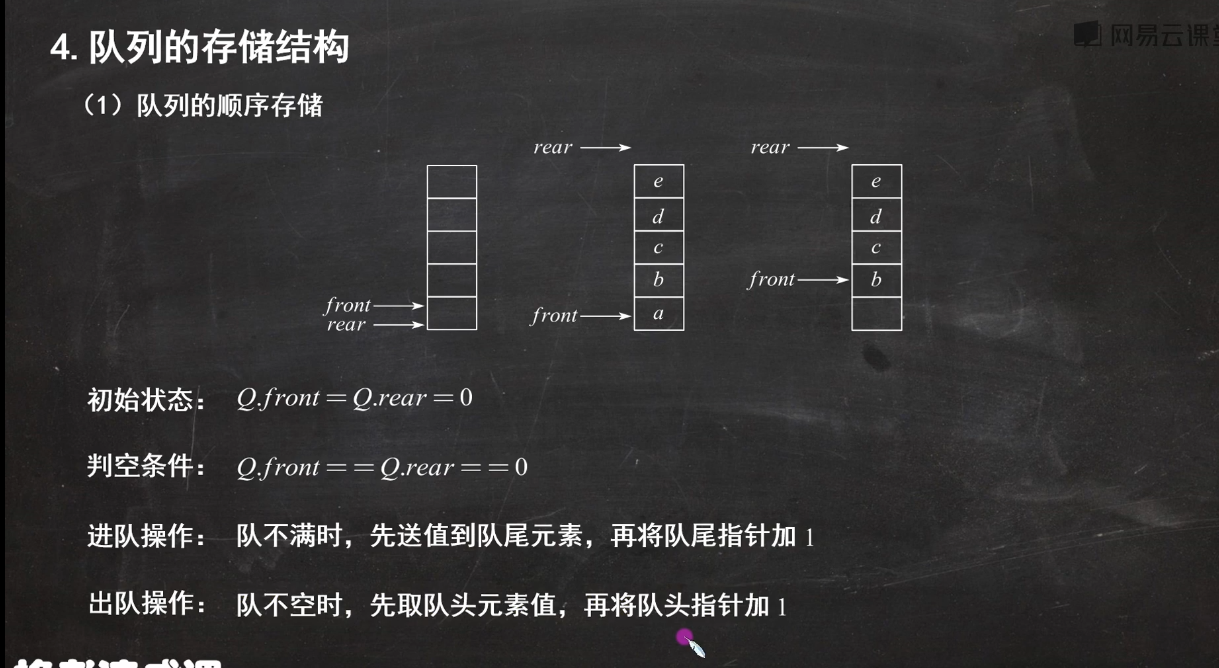 4. 队列的存储结构
网易云课堂
（1）队列的顺序存储
rear
rear
e
e
d
d
c
c
front
b
b
front
rear
front
a
初始状态： Q.front = Q.rear = 0
判空条件： Q.front = = Q.rear = = 0
进队操作： 队不满时，先送值到队尾元素，再将队尾指针加 1
出队操作： 队不空时，先取队头元素值，再将队头指针加 1